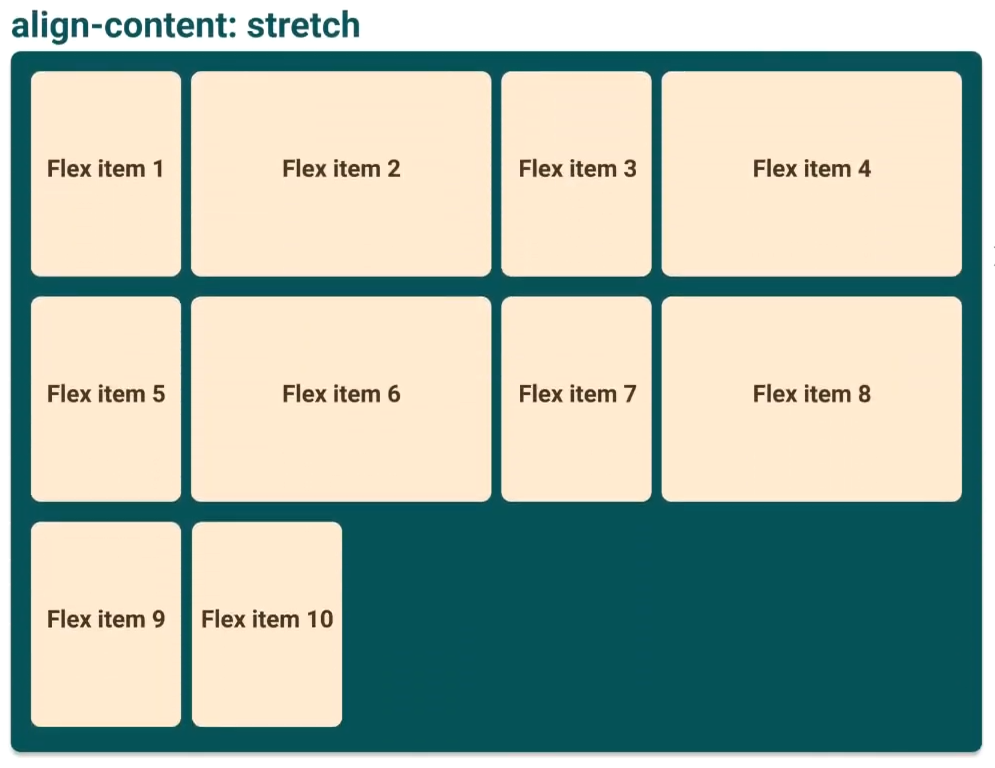 align-content: stretch
Flex item 1
Flex item 2
Flex item 3
Flex item 4
Flex item 5
Flex item 6
Flex item 7
Flex item 8
Flex item 9
Flex item 10